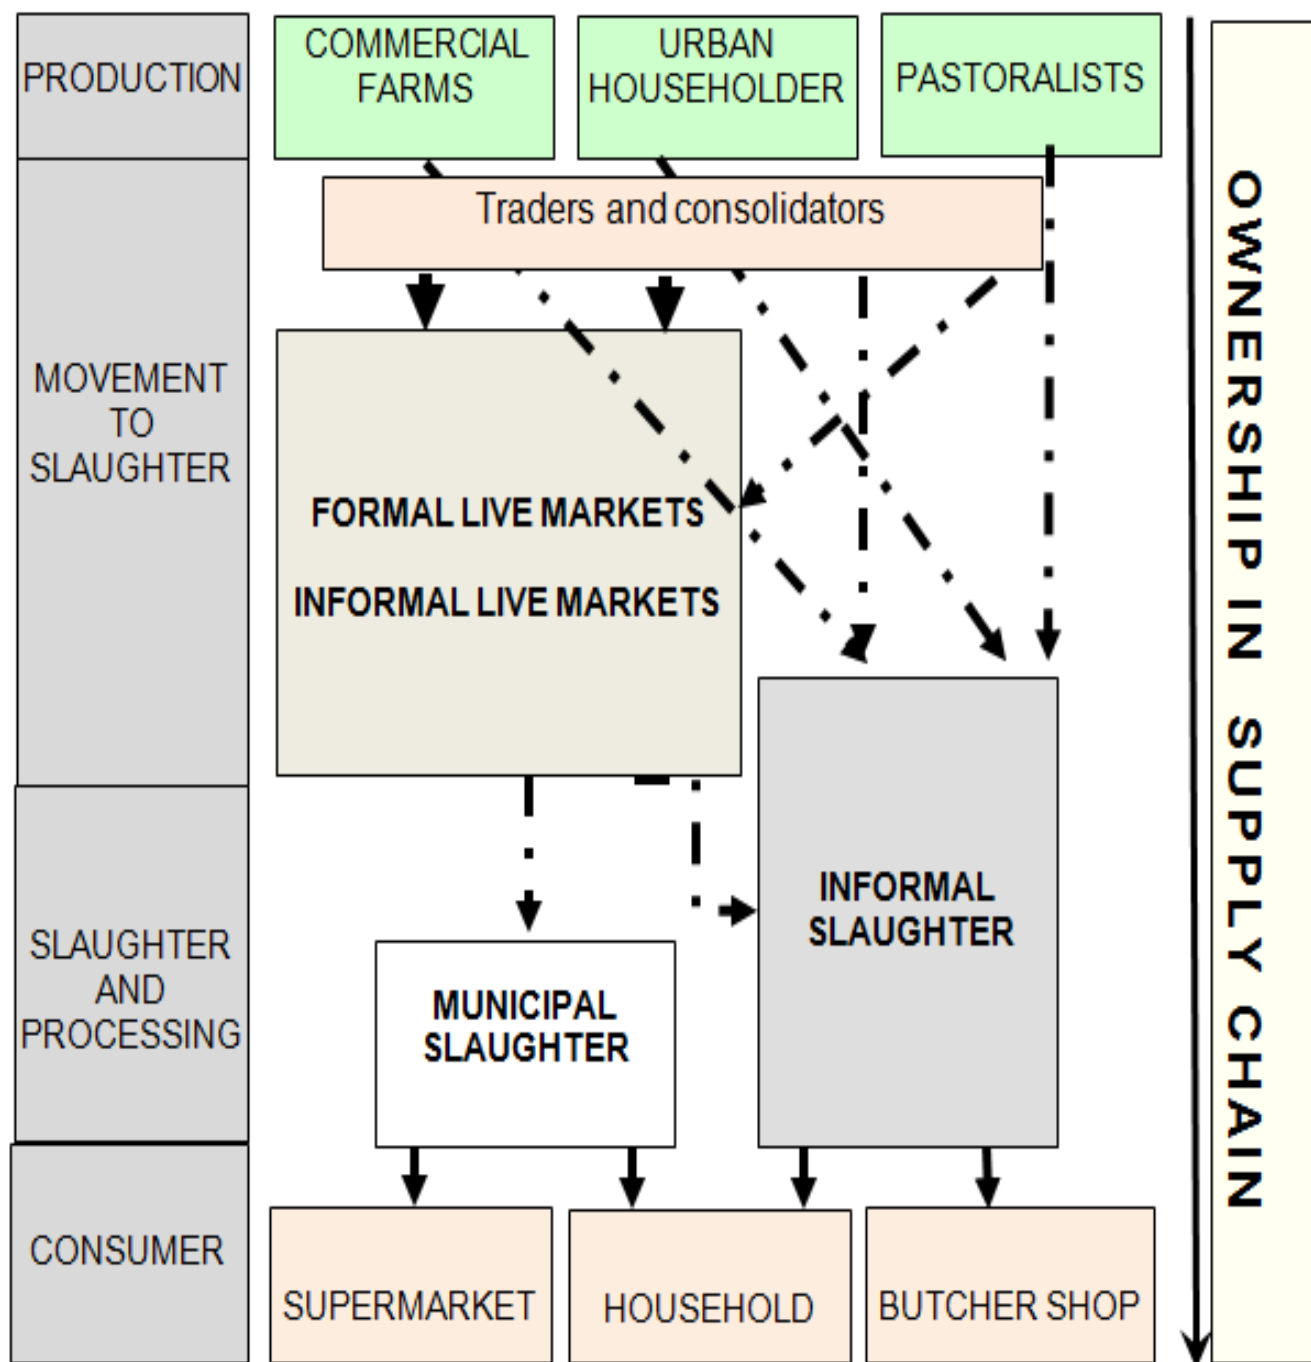 PRODUCTION
COMMERCIAL
FARMS
URBAN
HOUSEHOLDER
PASTORALISTS
Traders and consolidators
MOVEMENT
TO
SLAUGHTER
FORMAL LIVE MARKETS
INFORMAL LIVE MARKETS
SLAUGHTER
AND
PROCESSING
MUNICIPAL
SLAUGHTER
INFORMAL
SLAUGHTER
CONSUMER
SUPERMARKET
HOUSEHOLD
BUTCHER SHOP
OWNERSHIP IN SUPPLY CHAIN